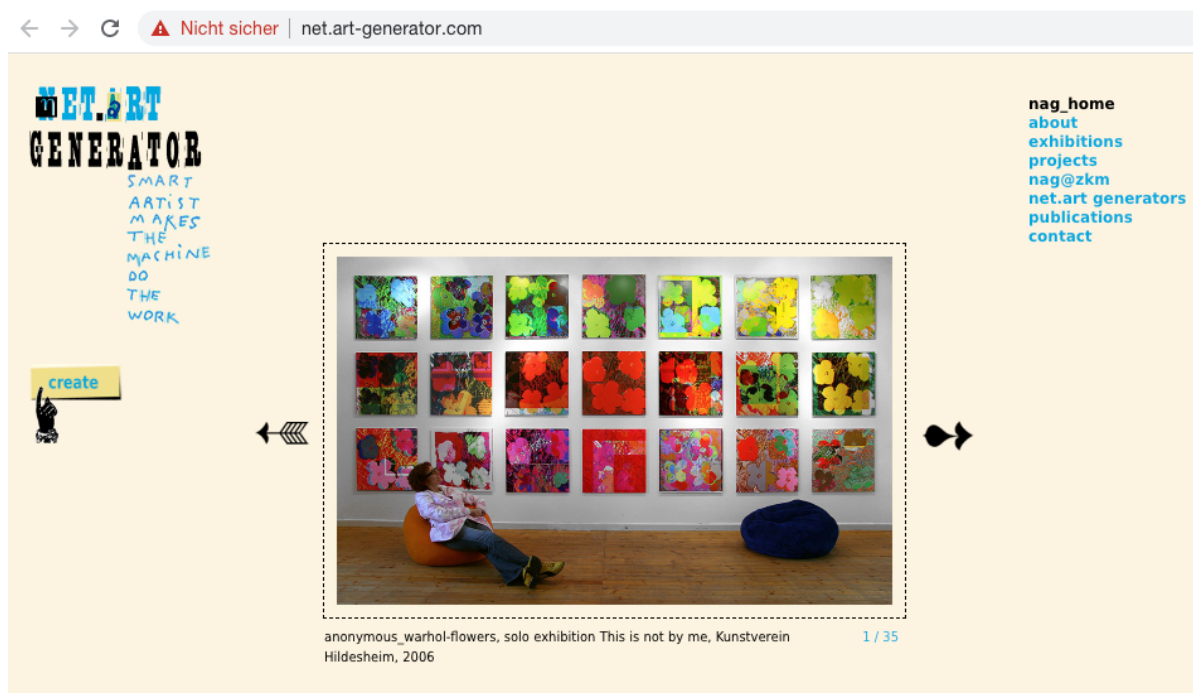 Nicht sicher | net.art-generator.com
NET.ART
GENERATOR
SMART
ARTiST
MAKES
THE
MACHiNE
DO
THE
WORK
create
nag_home
about
exhibitions
projects
nag@zkm
net.art generators
publications
contact
anonymous_warhol-flowers, solo exhibition This is not by me, Kunstverein
Hildesheim, 2006
1 / 35